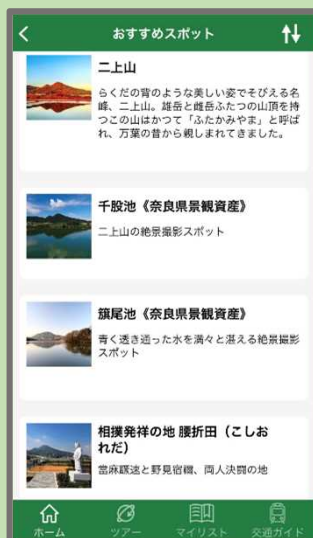 おすすめスポット
二上山
らくだの背のような美しい姿でそびえる名
峰、二上山。雄岳と雌岳ふたつの山頂を持
つこの山はかつて「ふたかみやま」と呼ば
れ、万葉の昔から親しまれてきました。
千股池《奈良県景観資産》
二上山の絶景撮影スポット
旗尾池《奈良県景観資産》
青く透き通った水を満々と湛える絶景撮影
スポット
相撲発祥の地 腰折田（こしお
れだ）
當麻蹶速と野見宿禰、両人決闘の地
ホーム
ツアー
マイリスト
交通ガイド